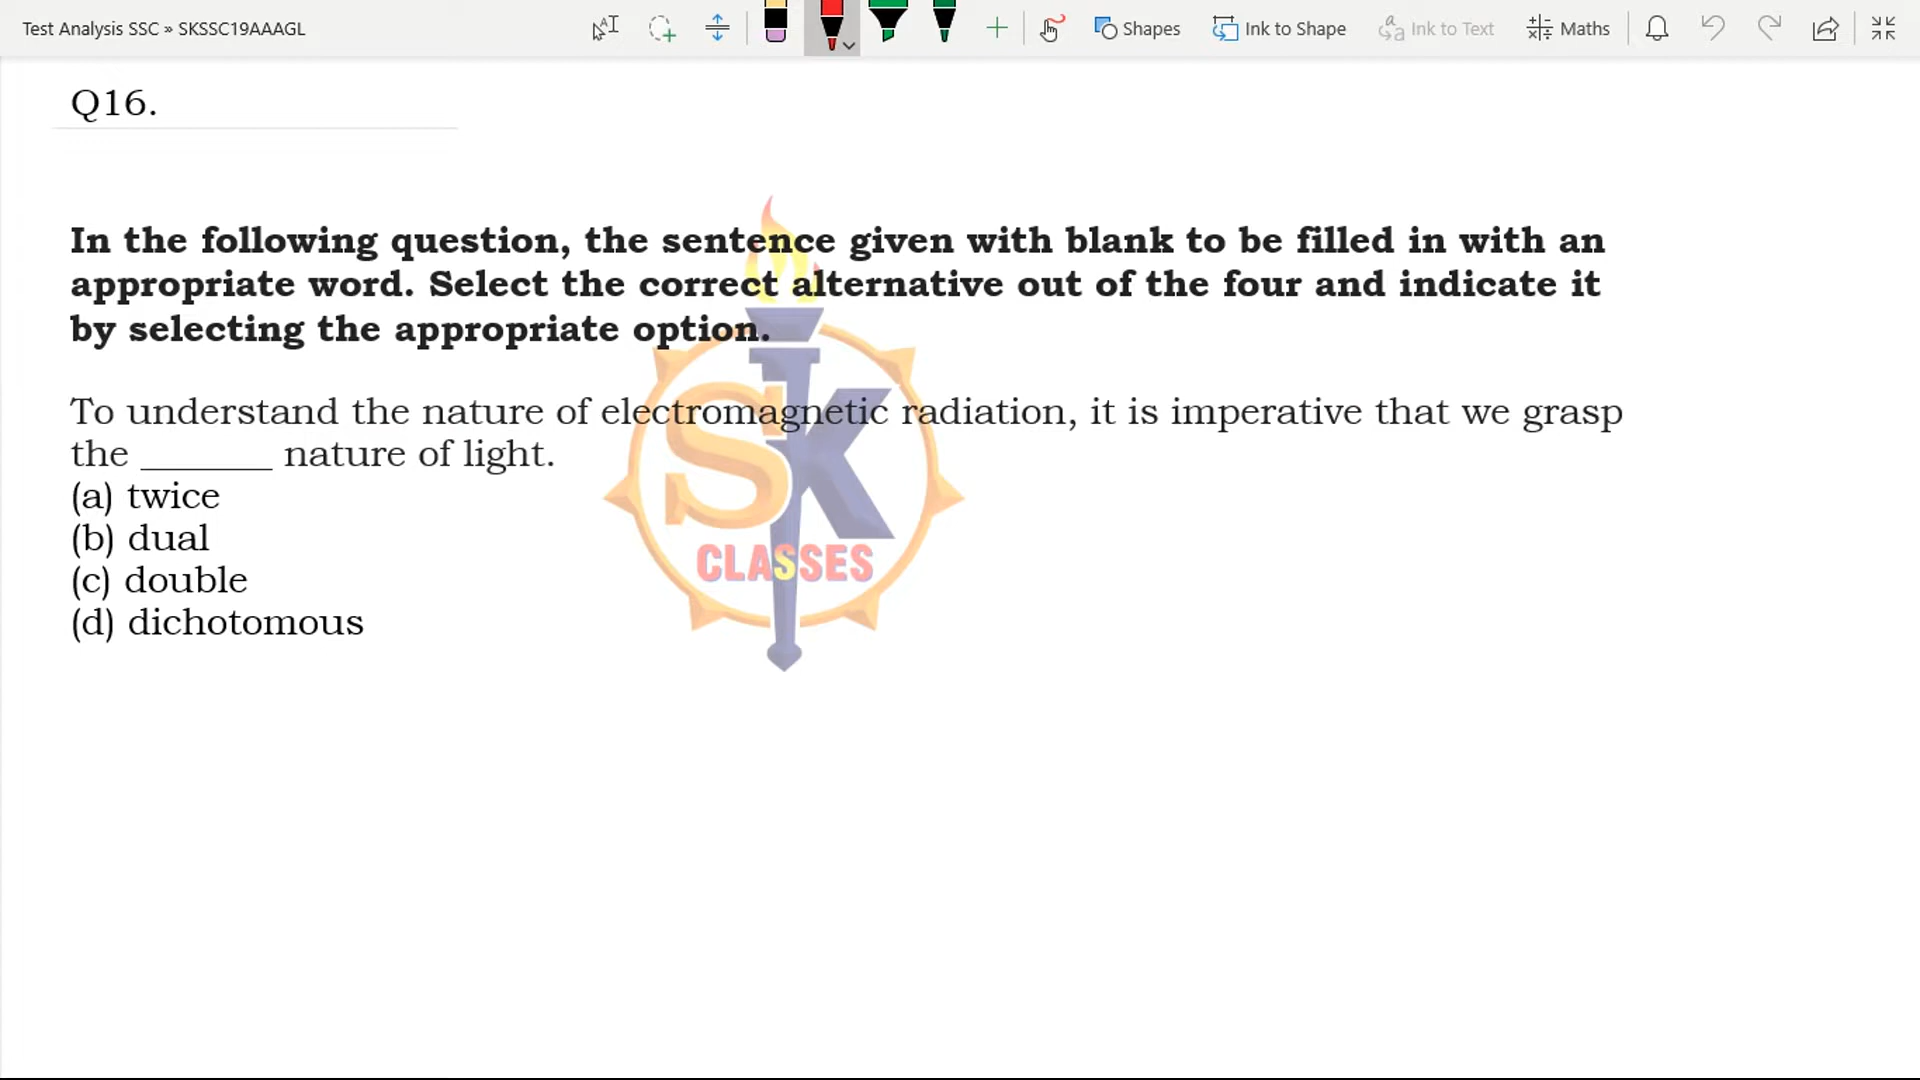 Test Analysis SSC » SKSSC19AAAGL
Shapes
Ink to Shape
Ink to Text
Maths
Q16.
In the following question, the sentence given with blank to be filled in with an
appropriate word. Select the correct alternative out of the four and indicate it
by selecting the appropriate option.
To understand the nature of electromagnetic radiation, it is imperative that we grasp
the _______ nature of light.
(a) twice
(b) dual
(c) double
(d) dichotomous
SK
CLASSES